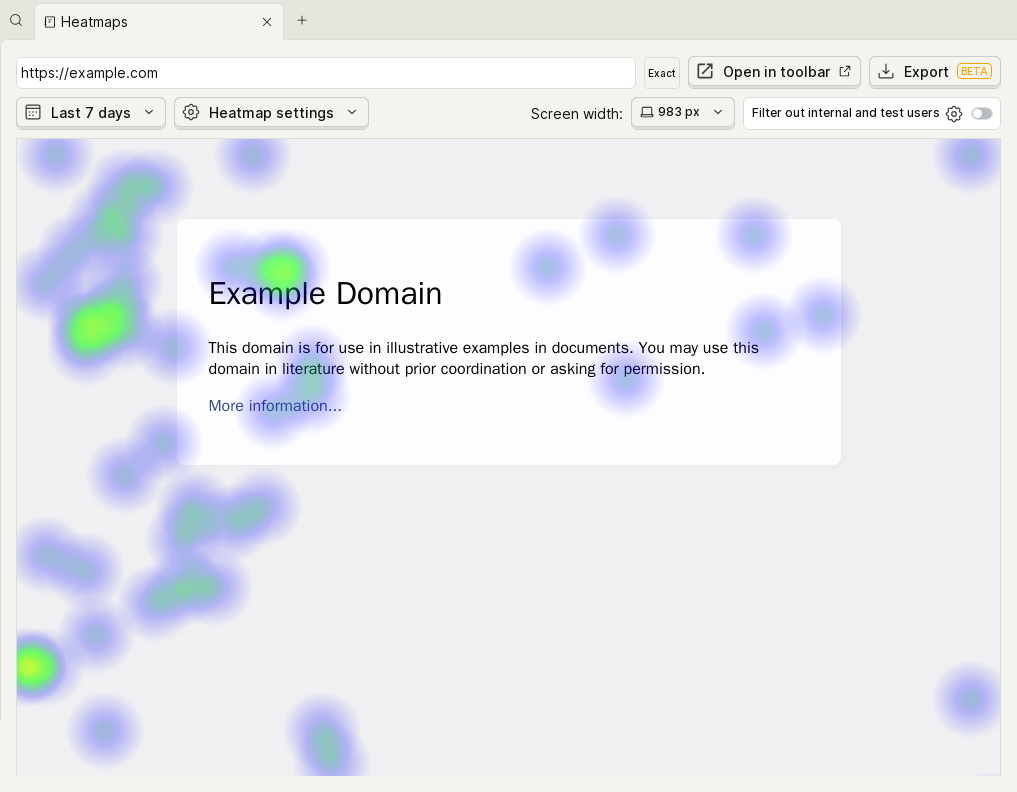 Heatmaps
https://example.com
Exact
Open in toolbar
Export BETA
Last 7 days
Heatmap settings
Screen width:
983 px
Filter out internal and test users
Example Domain
This domain is for use in illustrative examples in documents. You may use this
domain in literature without prior coordination or asking for permission.
More information...